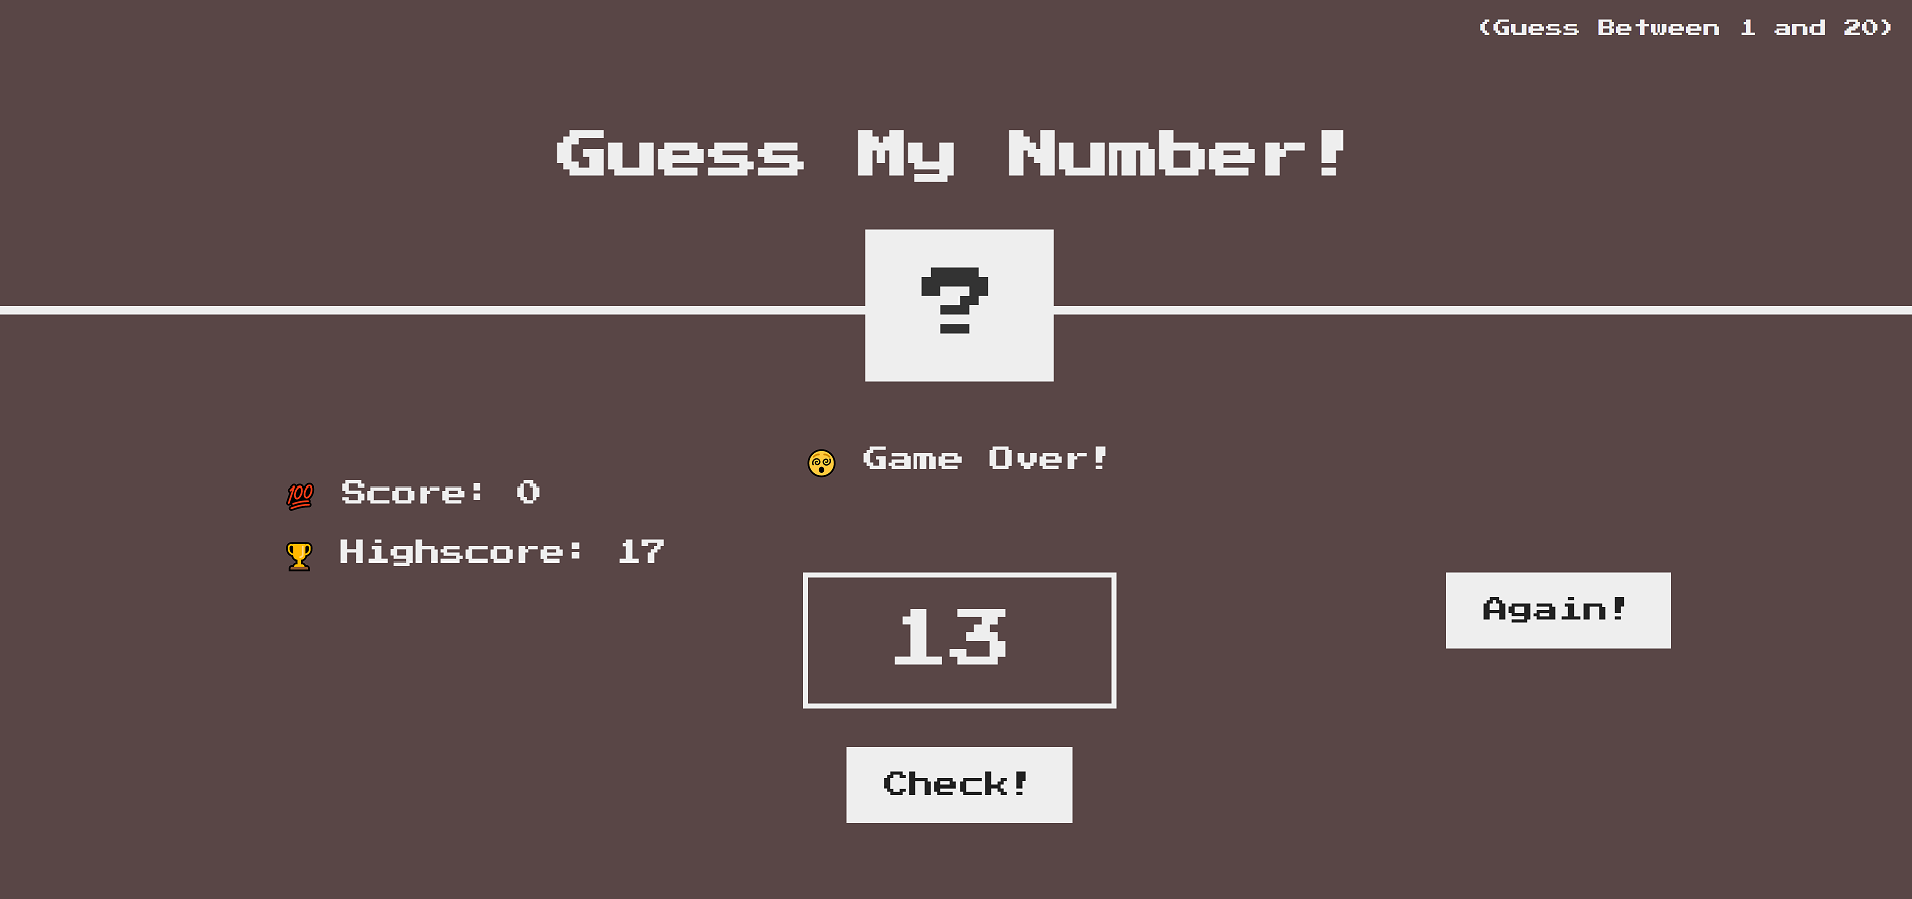 (Guess Between 1 and 20)
Guess My Number!
?
😵‍💫 Game Over!
💯 Score: 0
🏆 Highscore: 17
13
Again!
Check!